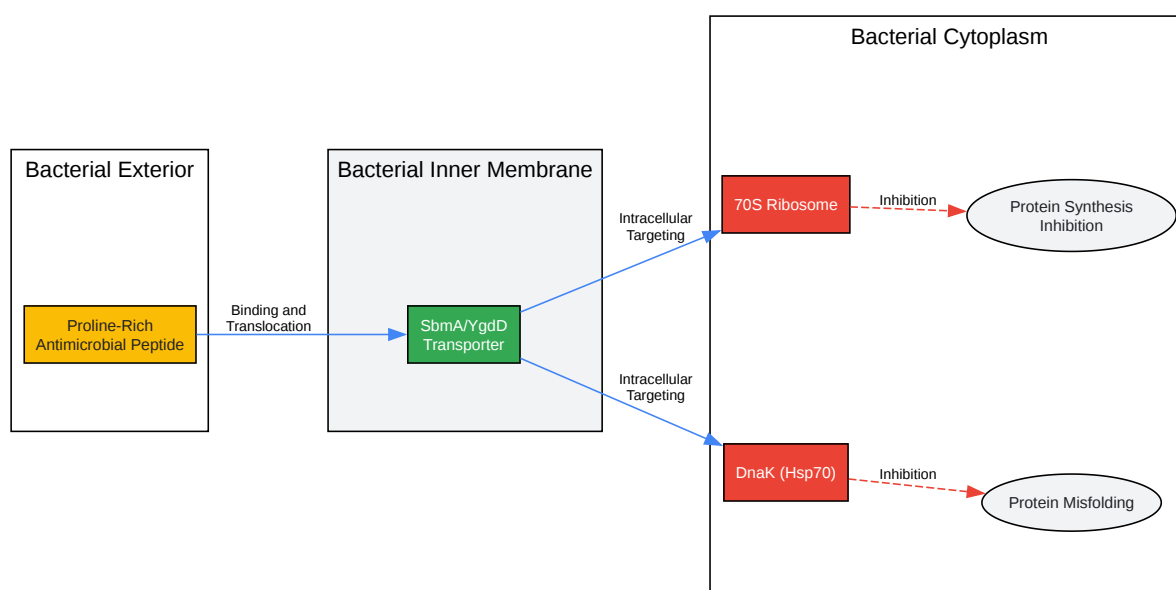 Bacterial Cytoplasm
Bacterial Exterior
Bacterial Inner Membrane
Proline-Rich
Antimicrobial Peptide
Binding and
Translocation
SbmA/YgdD
Transporter
Intracellular
Targeting
70S Ribosome
Inhibition
Protein Synthesis
Inhibition
Intracellular
Targeting
DnaK (Hsp70)
Inhibition
Protein Misfolding